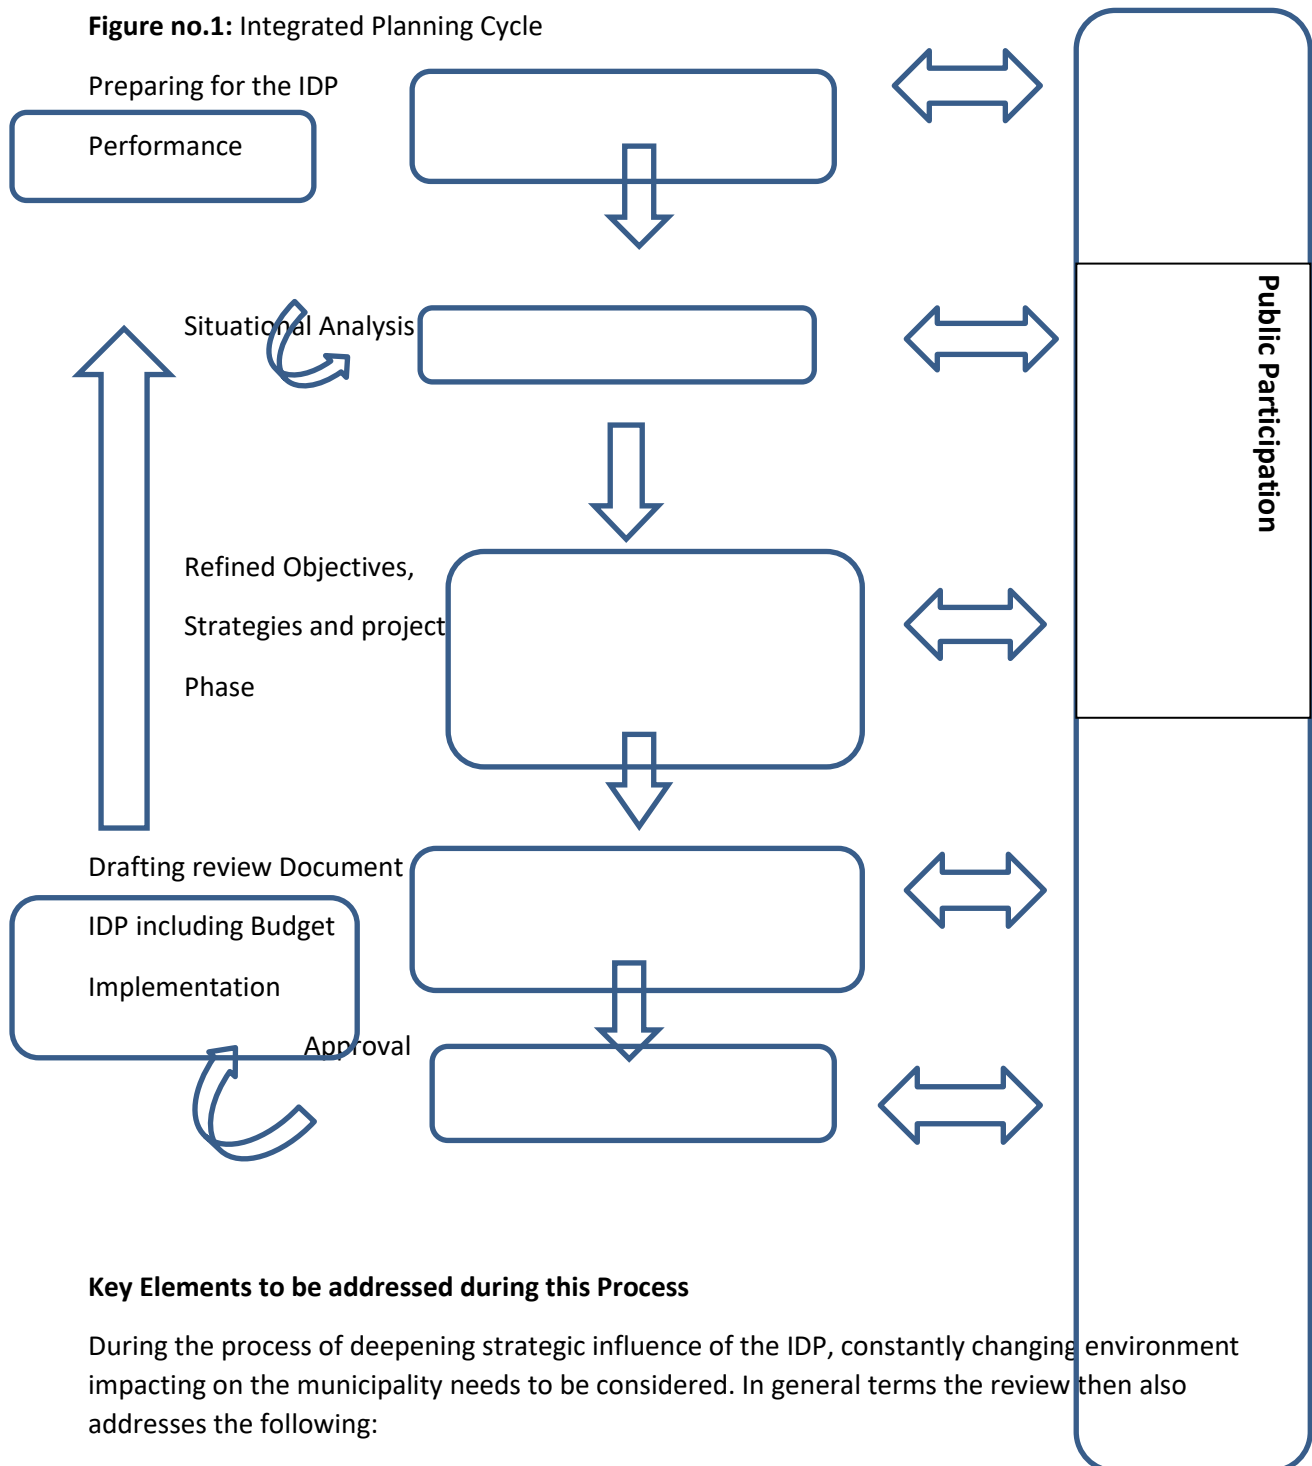 Figure no.1: Integrated Planning Cycle
Preparing for the IDP
Performance
Situational Analysis
Public Participation
Refined Objectives,
Strategies and project
Phase
Drafting review Document
IDP including Budget
Implementation
Approval
Key Elements to be addressed during this Process
During the process of deepening strategic influence of the IDP, constantly changing environment
impacting on the municipality needs to be considered. In general terms the review then also
addresses the following: